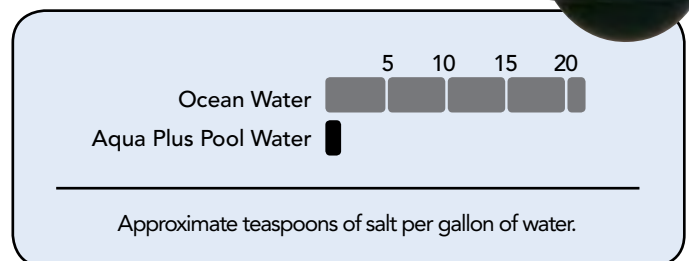 5 10 15 20
Ocean Water
Aqua Plus Pool Water
Approximate teaspoons of salt per gallon of water.